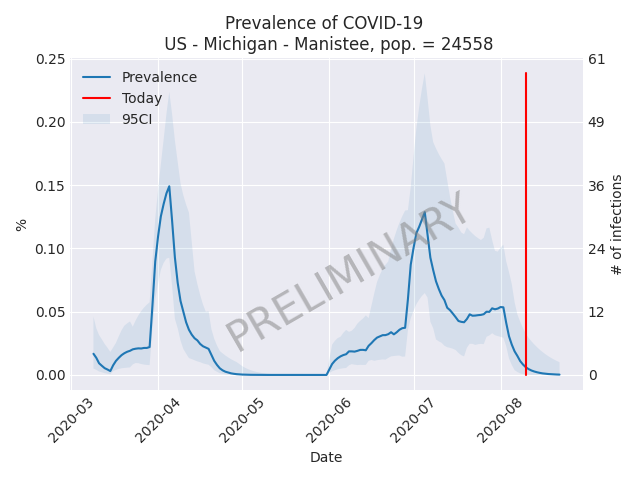 Prevalence of COVID-19
US - Michigan - Manistee, pop. = 24558
Prevalence
Today
95CI
PRELIMINARY
%
0.25
0.20
0.15
0.10
0.05
0.00
61
49
36
24
12
0
# of infections
2020-03
2020-04
2020-05
2020-06
2020-07
2020-08
Date